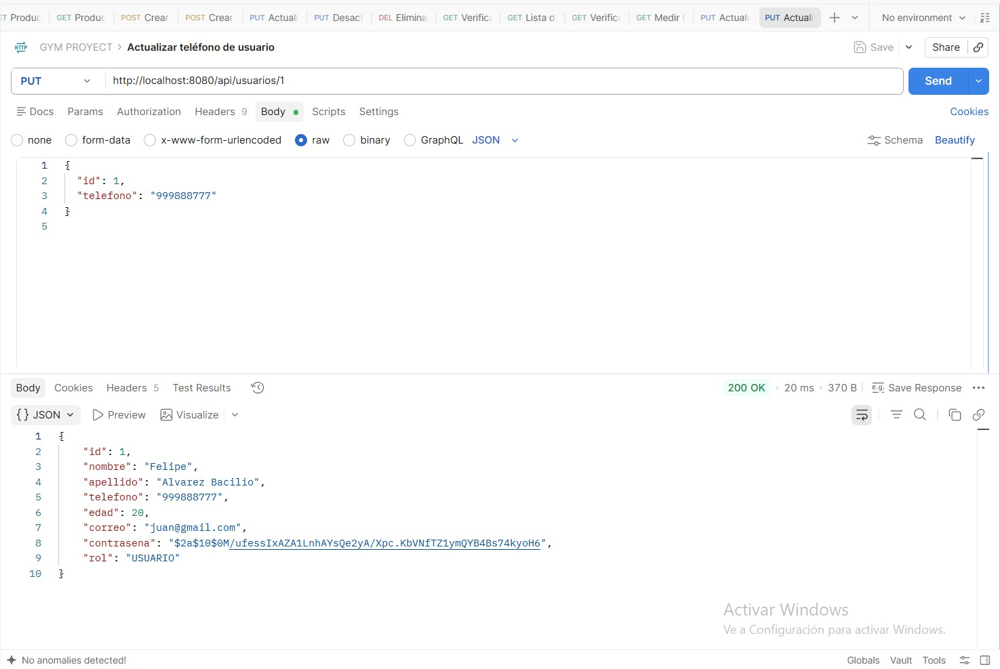 ET Produc GET Produc POST Crear POST Crear PUT Actuali PUT Desact DEL Elimina GET Verifica GET Lista d GET Verifica GET Medir t PUT Actuali PUT Actuali No environment
HTTP GYM PROYECT > Actualizar teléfono de usuario Save Share
PUT http://localhost:8080/api/usuarios/1 Send
Docs Params Authorization Headers 9 Body Scripts Settings Cookies
none form-data x-www-form-urlencoded raw binary GraphQL JSON Schema Beautify
1 {
2 "id": 1,
3 "telefono": "999888777"
4 }
5
Body Cookies Headers 5 Test Results 200 OK • 20 ms • 370 B e.g. Save Response
{} JSON Preview Visualize
1 {
2 "id": 1,
3 "nombre": "Felipe",
4 "apellido": "Alvarez Bacilio",
5 "telefono": "999888777",
6 "edad": 20,
7 "correo": "juan@gmail.com",
8 "contrasena": "$2a$10$0M/ufessIxAZA1LnhAYsQe2yA/Xpc.KbVNfTZ1ymQYB4Bs74kyoH6",
9 "rol": "USUARIO"
10 }
Activar Windows
Ve a Configuración para activar Windows.
No anomalies detected! Globals Vault Tools